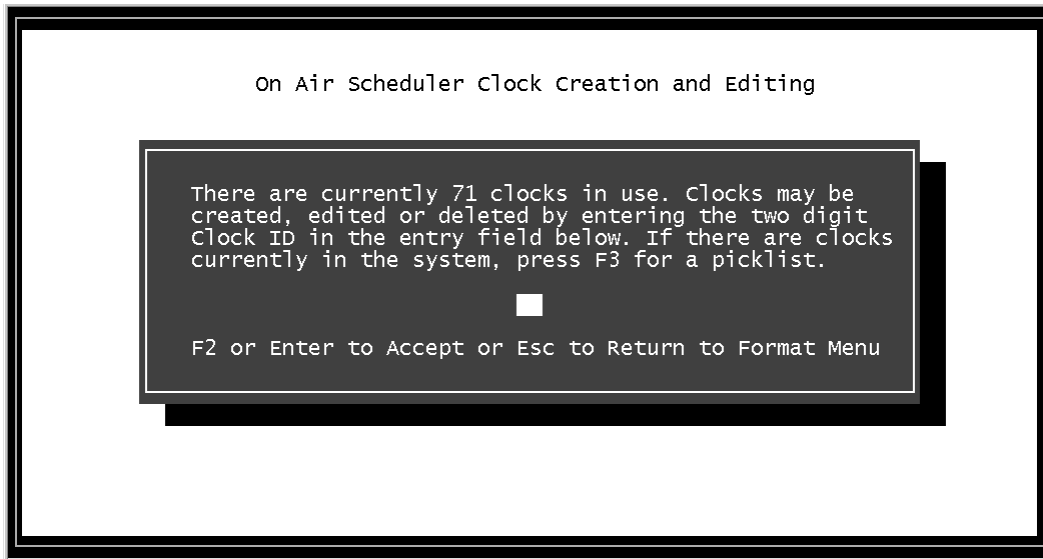 On Air Scheduler Clock Creation and Editing
There are currently 71 clocks in use. Clocks may be
created, edited or deleted by entering the two digit
Clock ID in the entry field below. If there are clocks
currently in the system, press F3 for a picklist.
F2 or Enter to Accept or Esc to Return to Format Menu